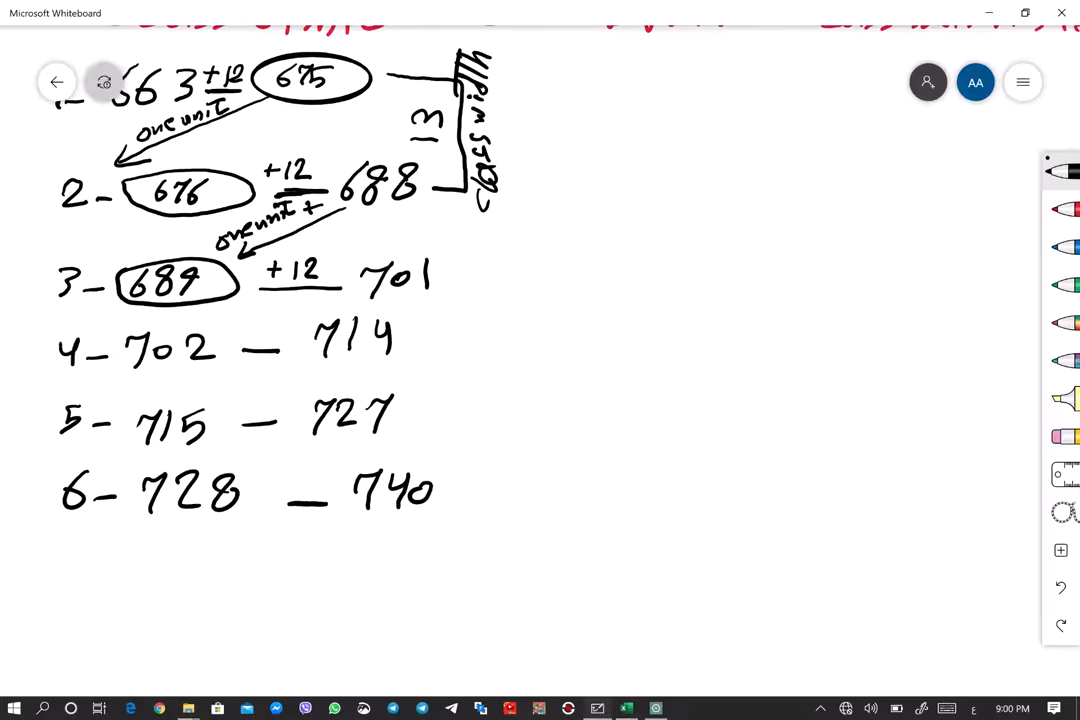 Microsoft Whiteboard
AA
663 +12 675
one unit
13
2- 676 +12 688
one unit +
3- 689 +12 701
4- 702 - 714
5- 715 - 727
6- 728 - 740
ع
9:00 PM